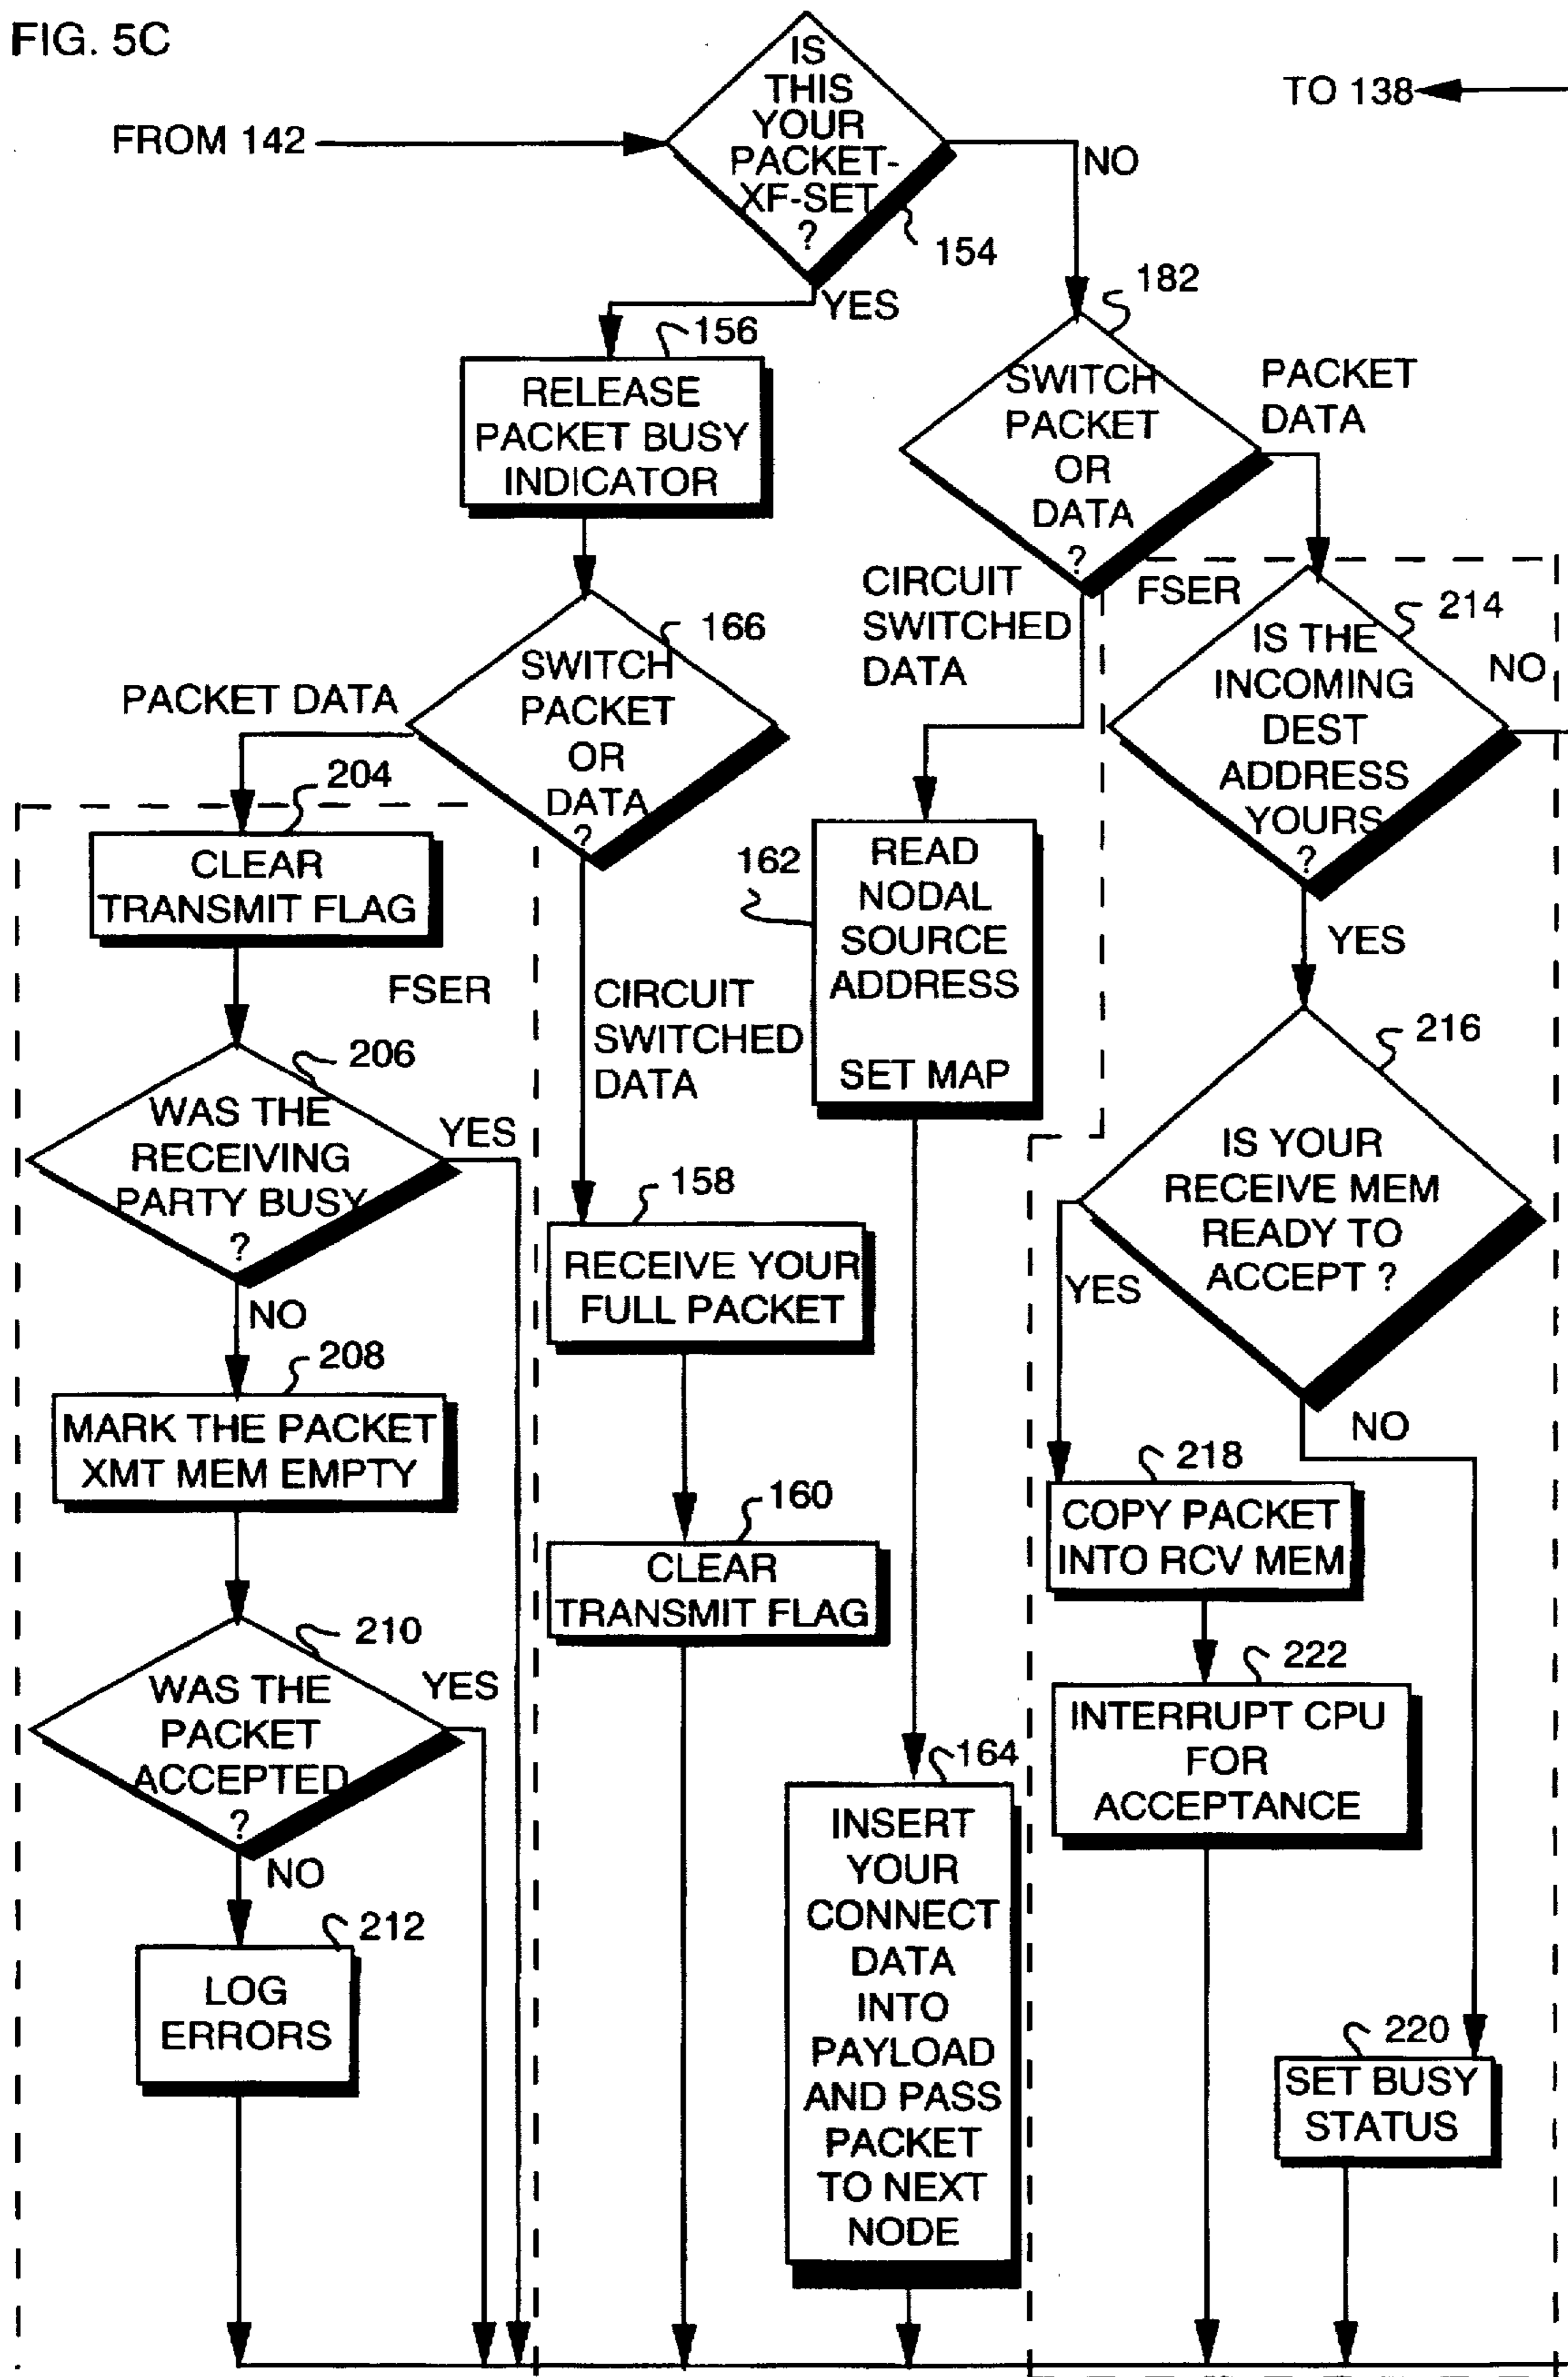 FIG. 5C
TO 138
FROM 142
IS
THIS
YOUR
PACKET-
XF-SET
?
154
NO
YES
156
RELEASE
PACKET BUSY
INDICATOR
182
SWITCH
PACKET
OR
DATA
?
PACKET
DATA
CIRCUIT
SWITCHED
DATA
FSER
166
SWITCH
PACKET
OR
DATA
?
PACKET DATA
CIRCUIT
SWITCHED
DATA
204
CLEAR
TRANSMIT FLAG
FSER
206
WAS THE
RECEIVING
PARTY BUSY
?
YES
NO
208
MARK THE PACKET
XMT MEM EMPTY
210
WAS THE
PACKET
ACCEPTED
?
YES
NO
212
LOG
ERRORS
158
RECEIVE YOUR
FULL PACKET
160
CLEAR
TRANSMIT FLAG
162
READ
NODAL
SOURCE
ADDRESS
SET MAP
164
INSERT
YOUR
CONNECT
DATA
INTO
PAYLOAD
AND PASS
PACKET
TO NEXT
NODE
214
IS THE
INCOMING
DEST
ADDRESS
YOURS
?
NO
YES
216
IS YOUR
RECEIVE MEM
READY TO
ACCEPT ?
YES
NO
218
COPY PACKET
INTO RCV MEM
222
INTERRUPT CPU
FOR
ACCEPTANCE
220
SET BUSY
STATUS